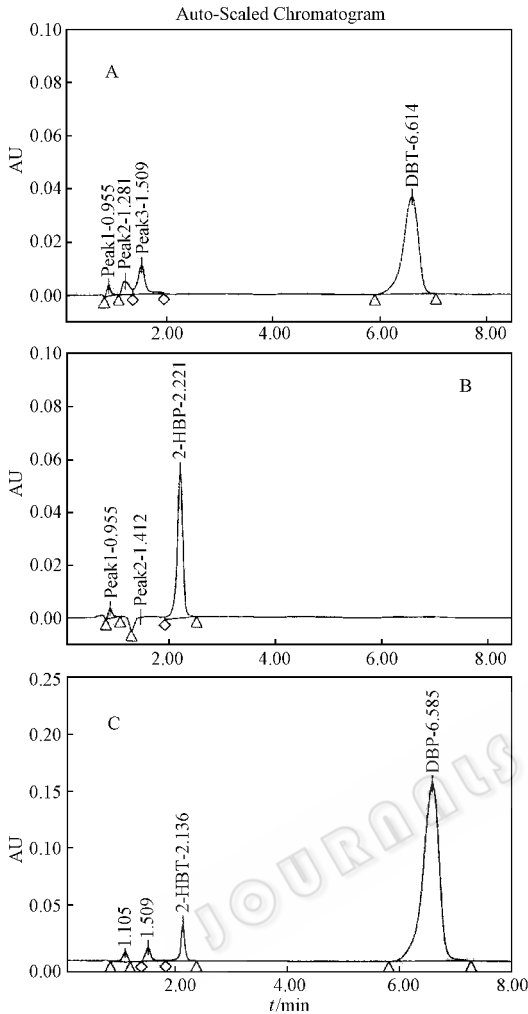 Auto-Scaled Chromatogram
A
AU
0.10
0.08
0.06
0.04
0.02
0.00
Peak1-0.955
Peak2-1.281
Peak3-1.509
DBT-6.614
2.00 4.00 6.00 8.00
B
AU
0.10
0.08
0.06
0.04
0.02
0.00
Peak1-0.955
Peak2-1.412
2-HBP-2.221
2.00 4.00 6.00 8.00
C
AU
0.25
0.20
0.15
0.10
0.05
0.00
1.105
1.509
2-HBT-2.136
DBP-6.585
JOURNALS
2.00 4.00 6.00 8.00
t/min